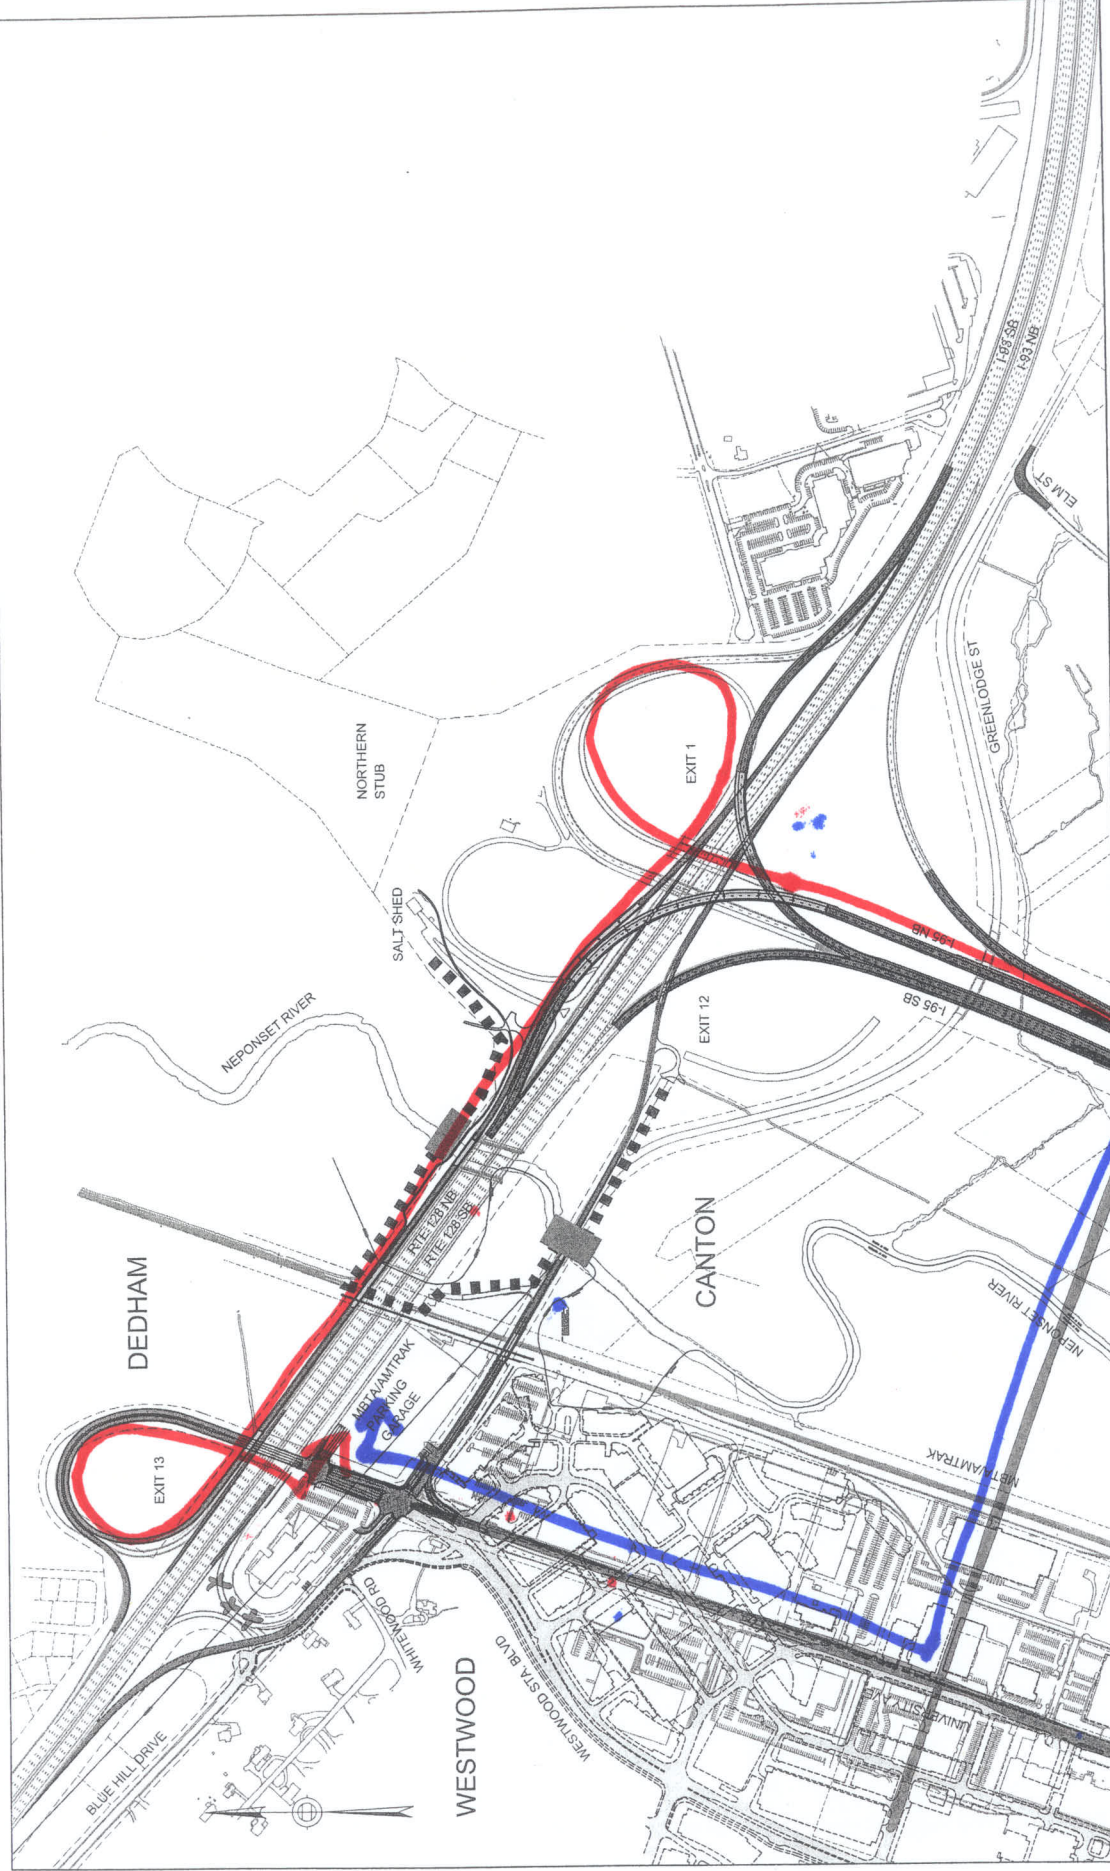 DEDHAM
EXIT 13
BLUE HILL DRIVE
WHITEWOOD RD
WESTWOOD
WESTWOOD STA BLVD
MBTA/AMTRAK
PARKING
GARAGE
RTE 128 NB
RTE 128 SB
NEPONSET RIVER
SALT SHED
NORTHERN
STUB
EXIT 1
EXIT 12
I-95 NB
I-95 SB
CANTON
NEPONSET RIVER
MBTA/AMTRAK
UNIVERSITY AVE
GREENLODGE ST
ELM ST
I-93 SB
I-93 NB